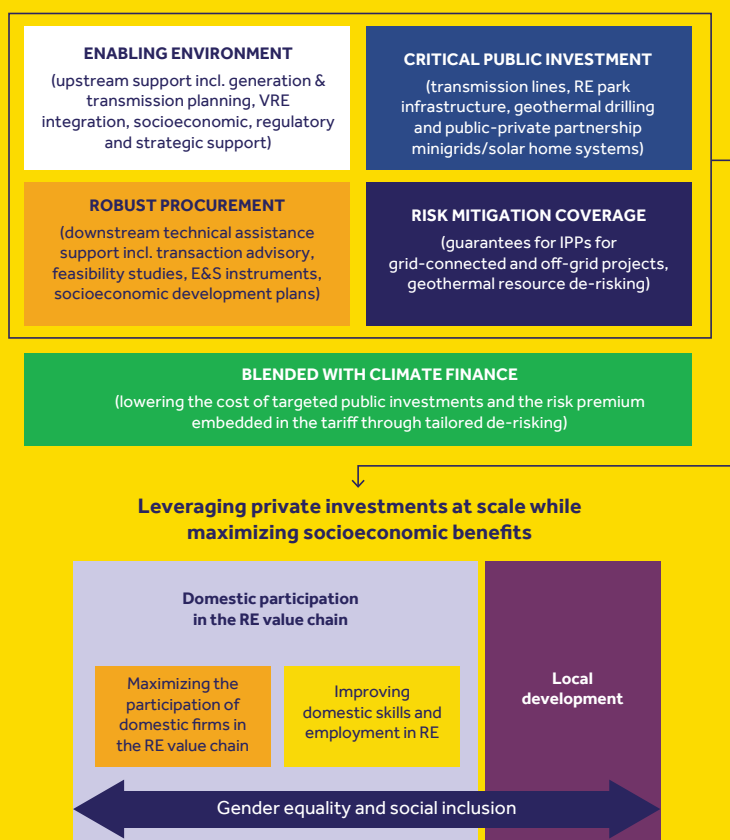 ENABLING ENVIRONMENT
(upstream support incl. generation &
transmission planning, VRE
integration, socioeconomic, regulatory
and strategic support)
CRITICAL PUBLIC INVESTMENT
(transmission lines, RE park
infrastructure, geothermal drilling
and public-private partnership
minigrids/solar home systems)
ROBUST PROCUREMENT
(downstream technical assistance
support incl. transaction advisory,
feasibility studies, E&S instruments,
socioeconomic development plans)
RISK MITIGATION COVERAGE
(guarantees for IPPs for
grid-connected and off-grid projects,
geothermal resource de-risking)
BLENDED WITH CLIMATE FINANCE
(lowering the cost of targeted public investments and the risk premium
embedded in the tariff through tailored de-risking)
Leveraging private investments at scale while
maximizing socioeconomic benefits
Domestic participation
in the RE value chain
Maximizing the
participation of
domestic firms in
the RE value chain
Improving
domestic skills and
employment in RE
Local
development
Gender equality and social inclusion